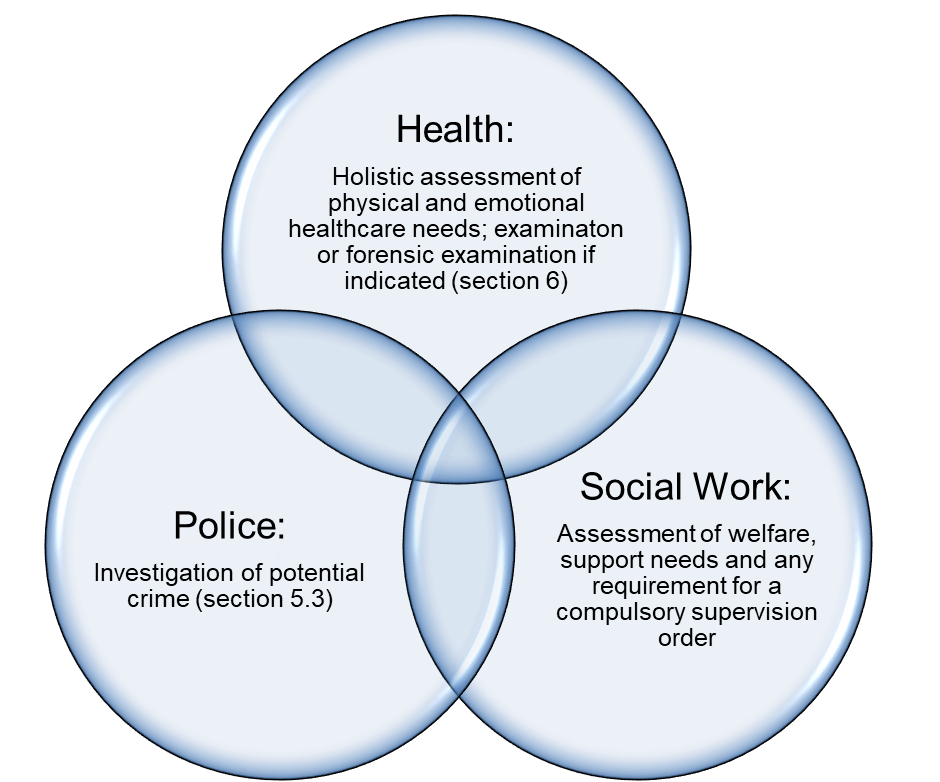 Health:
Holistic assessment of
physical and emotional
healthcare needs; examinaton
or forensic examination if
indicated (section 6)
Police:
Investigation of potential
crime (section 5.3)
Social Work:
Assessment of welfare,
support needs and any
requirement for a
compulsory supervision
order